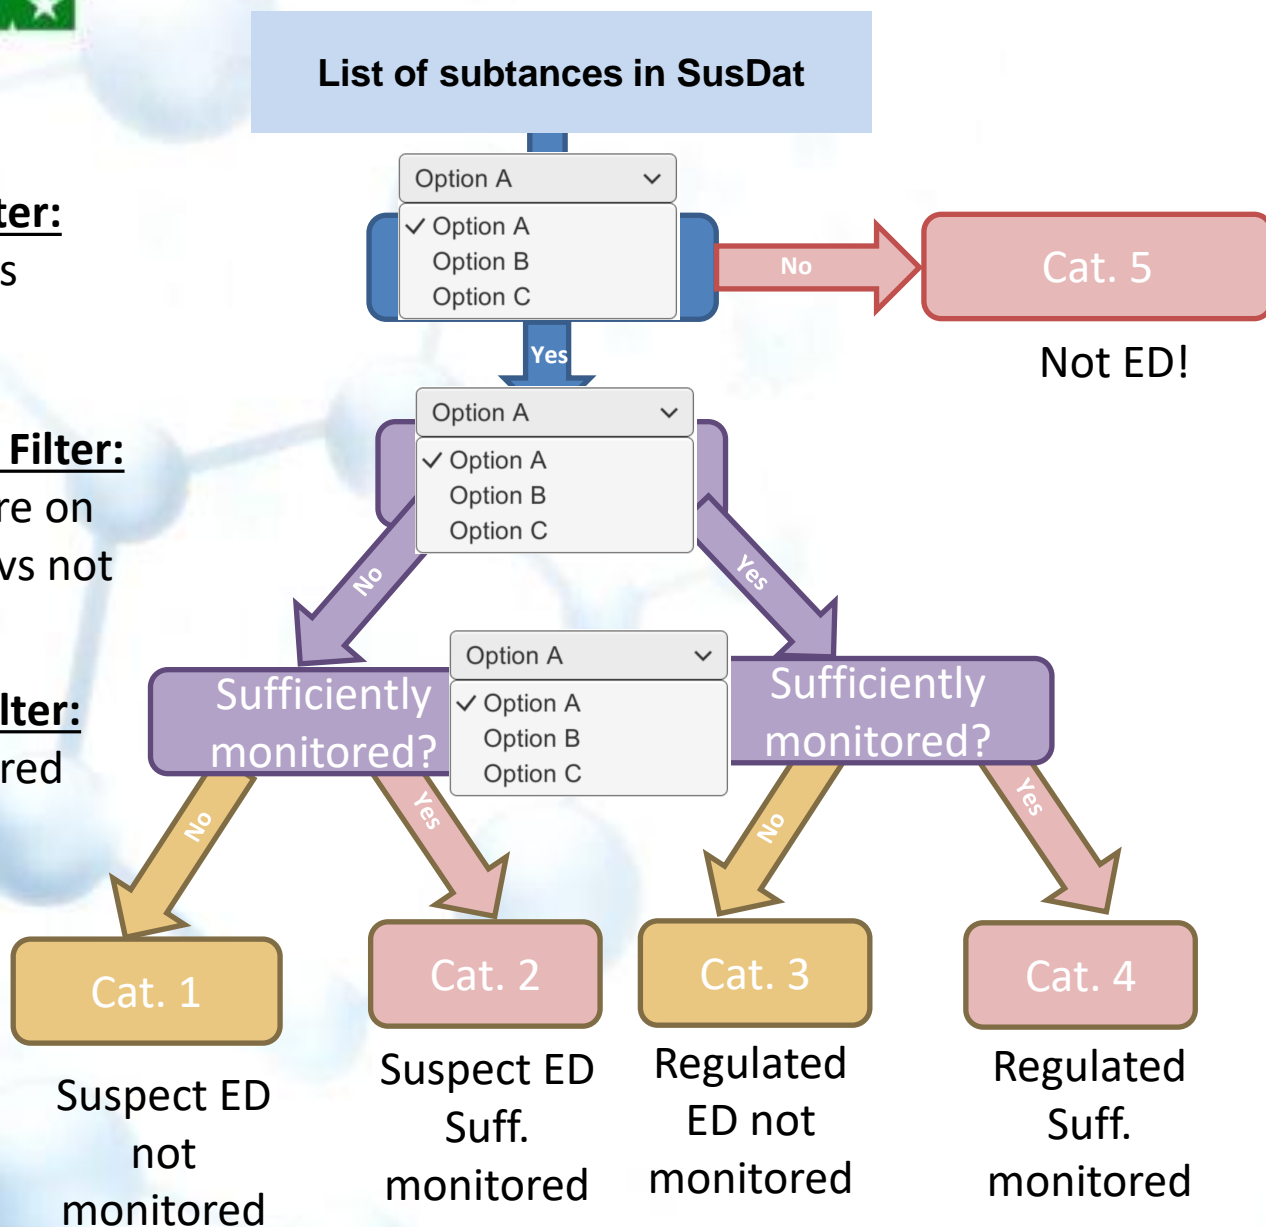 List of subtances in SusDat
Option A
Option A
Option B
Option C
ter:
s
No
Cat. 5
Yes
Not ED!
Option A
Option A
Option B
Option C
Filter:
re on
vs not
No
Yes
Option A
Option A
Option B
Option C
Sufficiently
monitored?
Sufficiently
monitored?
lter:
red
No
Yes
No
Yes
Cat. 1
Cat. 2
Cat. 3
Cat. 4
Suspect ED
not
monitored
Suspect ED
Suff.
monitored
Regulated
ED not
monitored
Regulated
Suff.
monitored